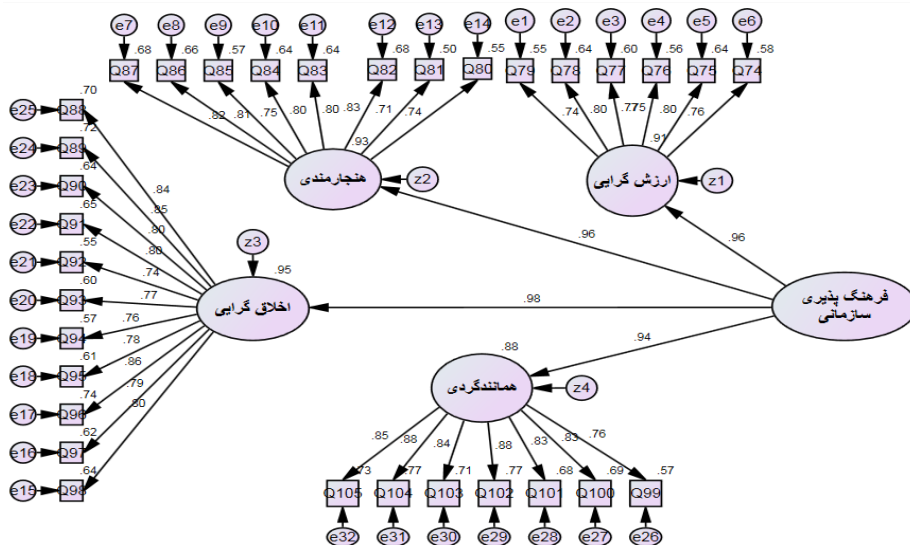 e7 e8 e9 e10 e11 e12 e13 e14 e1 e2 e3 e4 e5 e6
.68 .66 .57 .64 .64 .68 .50 .55 .55 .64 .60 .56 .64 .58
Q87 Q86 Q85 Q84 Q83 Q82 Q81 Q80 Q79 Q78 Q77 Q76 Q75 Q74
.82 .81 .75 .80 .80 .83 .71 .74 .74 .80 .77 .75 .80 .76
.93
هنجارمندی
z2
.91
ارزش گرایی
z1
.96
.96
e25 .70 Q88 .84
e24 .72 Q89 .85
e23 .64 Q90 .80
e22 .65 Q91 .80
e21 .55 Q92 .74
e20 .60 Q93 .77
e19 .57 Q94 .76
e18 .61 Q95 .78
e17 .74 Q96 .86
e16 .62 Q97 .79
e15 .64 Q98 .80
z3
.95
اخلاق گرایی
.98
فرهنگ پذیری
سازمانی
.94
.88
همانندگردی
z4
.85 .88 .84 .88 .83 .83 .76
.73 .77 .71 .77 .68 .69 .57
Q105 Q104 Q103 Q102 Q101 Q100 Q99
e32 e31 e30 e29 e28 e27 e26